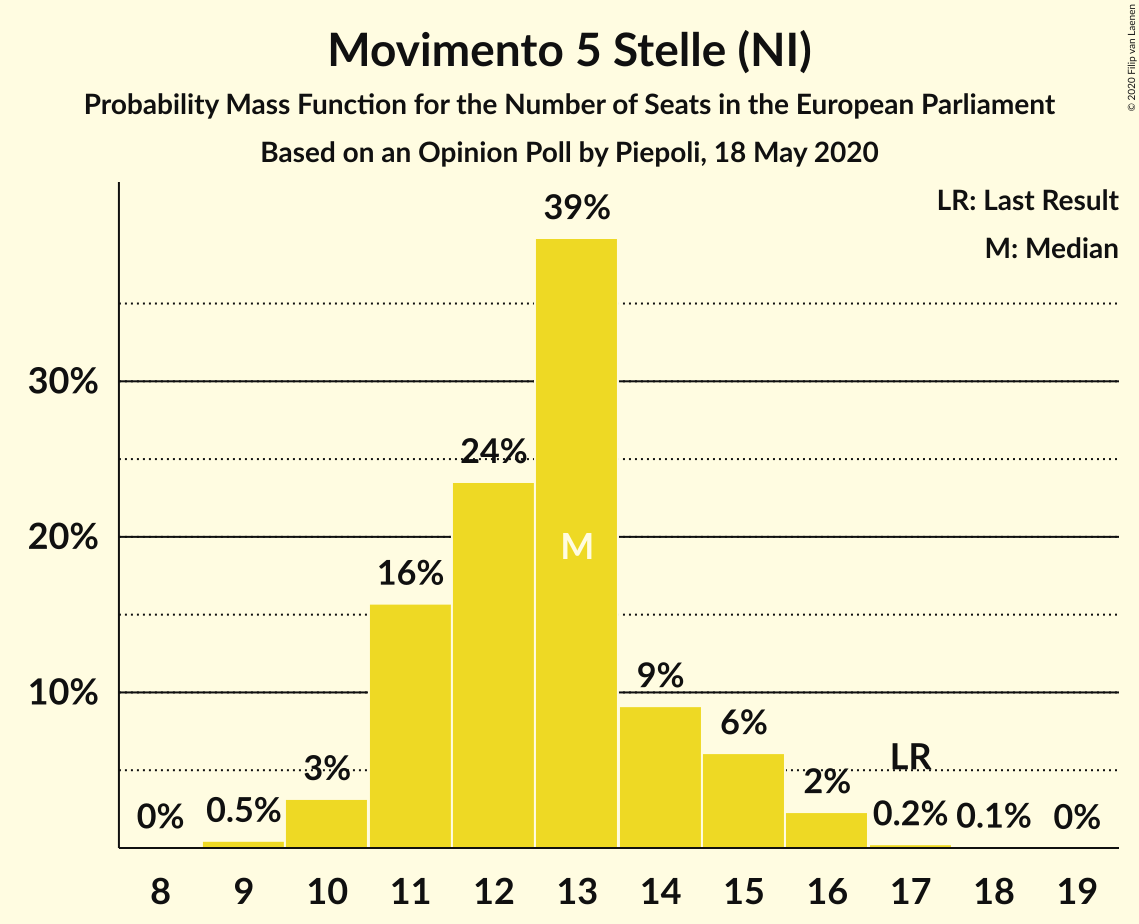 Movimento 5 Stelle (NI)
Probability Mass Function for the Number of Seats in the European Parliament
Based on an Opinion Poll by Piepoli, 18 May 2020
© 2020 Filip van Laenen
LR: Last Result
M: Median
39%
30%
24%
20%
M
16%
10%
9%
6%
LR
3%
2%
0%
0.5%
0.2%
0.1%
0%
8 9 10 11 12 13 14 15 16 17 18 19